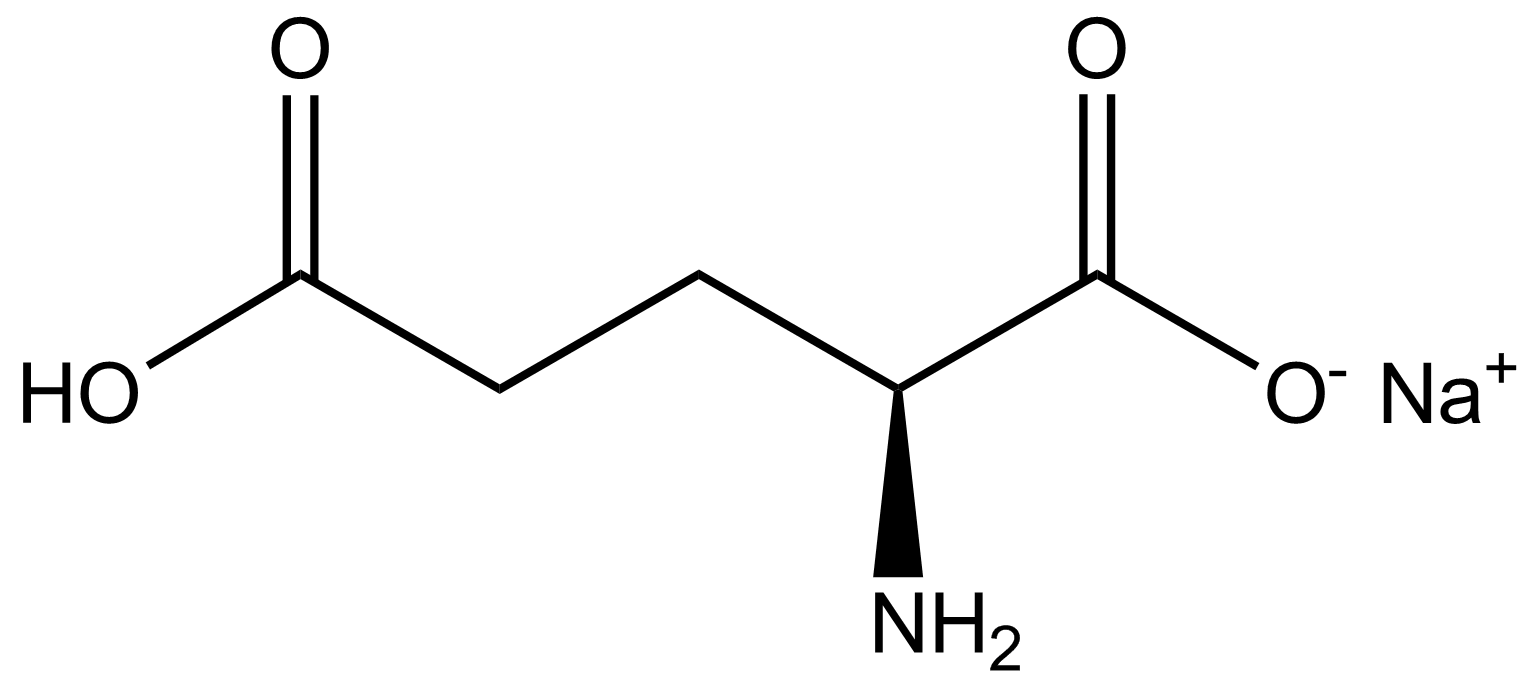 O O
HO O⁻ Na⁺
NH₂